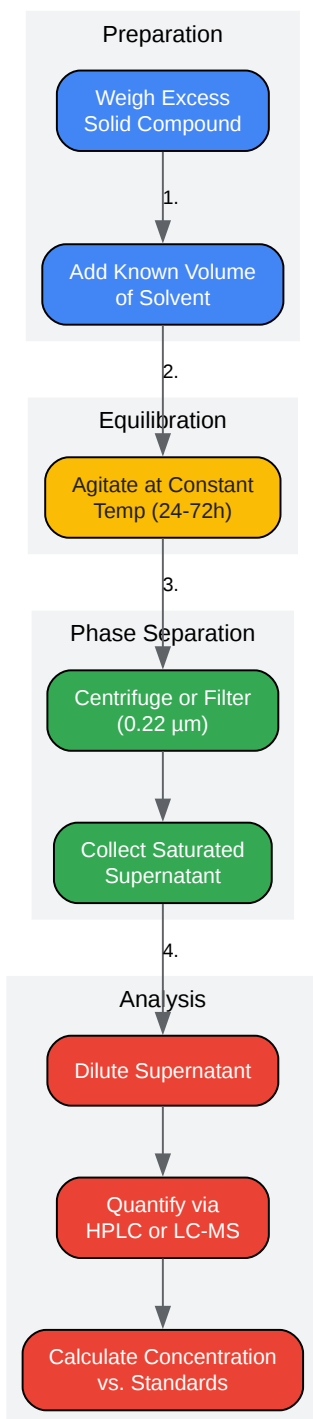 Preparation
Weigh Excess
Solid Compound
1.
Add Known Volume
of Solvent
2.
Equilibration
Agitate at Constant
Temp (24-72h)
3.
Phase Separation
Centrifuge or Filter
(0.22 µm)
Collect Saturated
Supernatant
4.
Analysis
Dilute Supernatant
Quantify via
HPLC or LC-MS
Calculate Concentration
vs. Standards